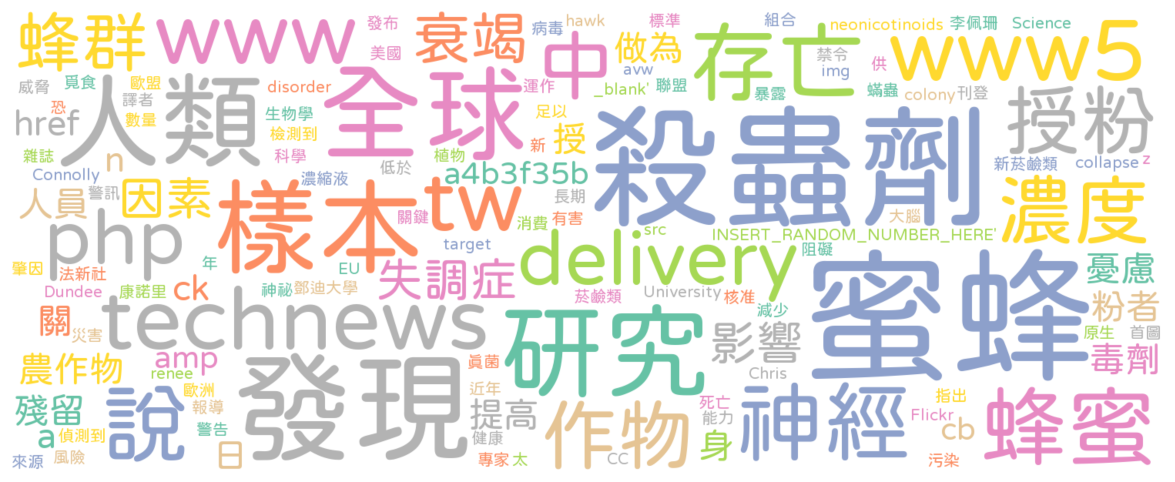 蜂群 www 發布 衰竭 病毒 hawk 中 做為 標準 存亡 組合 neonicotinoids 李佩珊 Science
美國 avw 禁令 img 供 www5
威脅 覓食 歐盟 disorder 全球 運作 _blank' 聯盟 暴露 蟎蟲 colony 刊登
恐 譯者 人類 生物學 足以 殺蟲劑 授粉
href 數量 檢測到 新 授
雜誌 n 科學 低於 植物 a4b3f35b 新菸鹼類 collapse z
Connolly 警訊 因素 濃縮液 tw 長期 濃度
人員 樣本 關鍵 消費 有害 大腦
php target src INSERT_RANDOM_NUMBER_HERE'
肇因 法新社 年 EU 失調症 delivery 阻礙 憂慮
Dundee 康諾里 ck 神祕 鄭迪大學 菸鹼類 University 核准 蜜蜂 粉者
關 災害 technews 研究 減少 原生 首圖
農作物 amp 發現 真菌 影響 毒劑
renee Chris
殘留 說 歐洲 近年 提高 作物 死亡 神經 指出 蜂蜜
a 偵測到 報導 能力 Flickr cb
警告 健康 身
來源 風險 日 專家 太 CC 污染